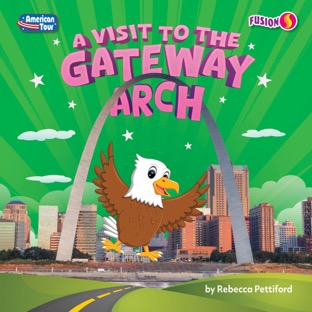 American
Tour
FUSION
A VISIT TO THE
GATEWAY
ARCH
by Rebecca Pettiford